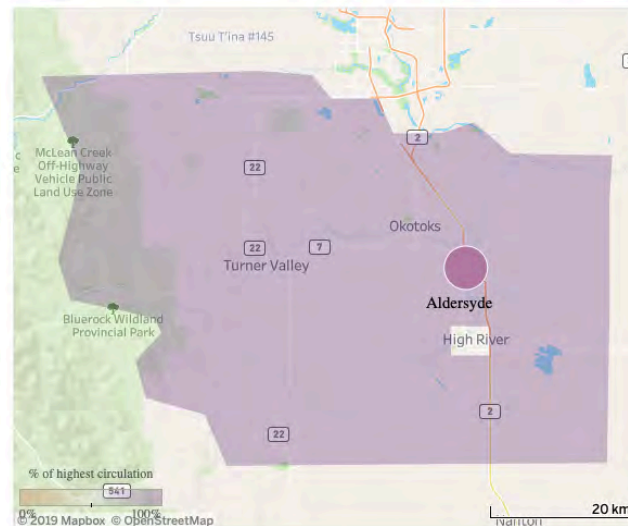 Tsuu T'ina #145
2
McLean Creek
Off-Highway
Vehicle Public
Land Use Zone
22
Okotoks
22
7
Turner Valley
Aldersyde
Bluerock Wildland
Provincial Park
High River
2
22
% of highest circulation
541
0%
100%
20 km
© 2019 Mapbox © OpenStreetMap
Nanton